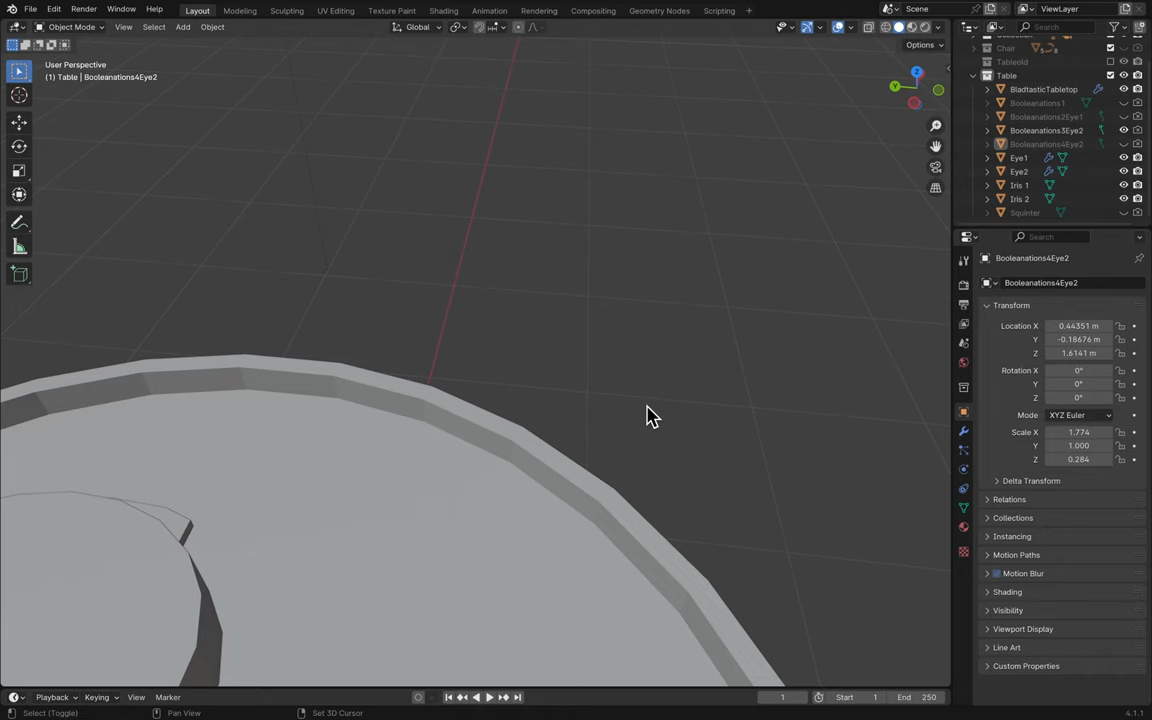 File Edit Render Window Help Layout Modeling Sculpting UV Editing Texture Paint Shading Animation Rendering Compositing Geometry Nodes Scripting + Scene ViewLayer
Object Mode View Select Add Object Global Search
Options
User Perspective
(1) Table | Booleanations4Eye2
Z
Y
Chair 5 8
Tableold
Table
BladtasticTabletop
Booleanations1
Booleanations2Eye1
Booleanations3Eye2
Booleanations4Eye2
Eye1
Eye2
Iris 1
Iris 2
Squinter
Search
Booleanations4Eye2
Booleanations4Eye2
Transform
Location X 0.44351 m
Y -0.18676 m
Z 1.6141 m
Rotation X 0°
Y 0°
Z 0°
Mode XYZ Euler
Scale X 1.774
Y 1.000
Z 0.284
Delta Transform
Relations
Collections
Instancing
Motion Paths
Motion Blur
Shading
Visibility
Viewport Display
Line Art
Custom Properties
Playback Keying View Marker 1 Start 1 End 250
Select (Toggle) Pan View Set 3D Cursor 4.1.1